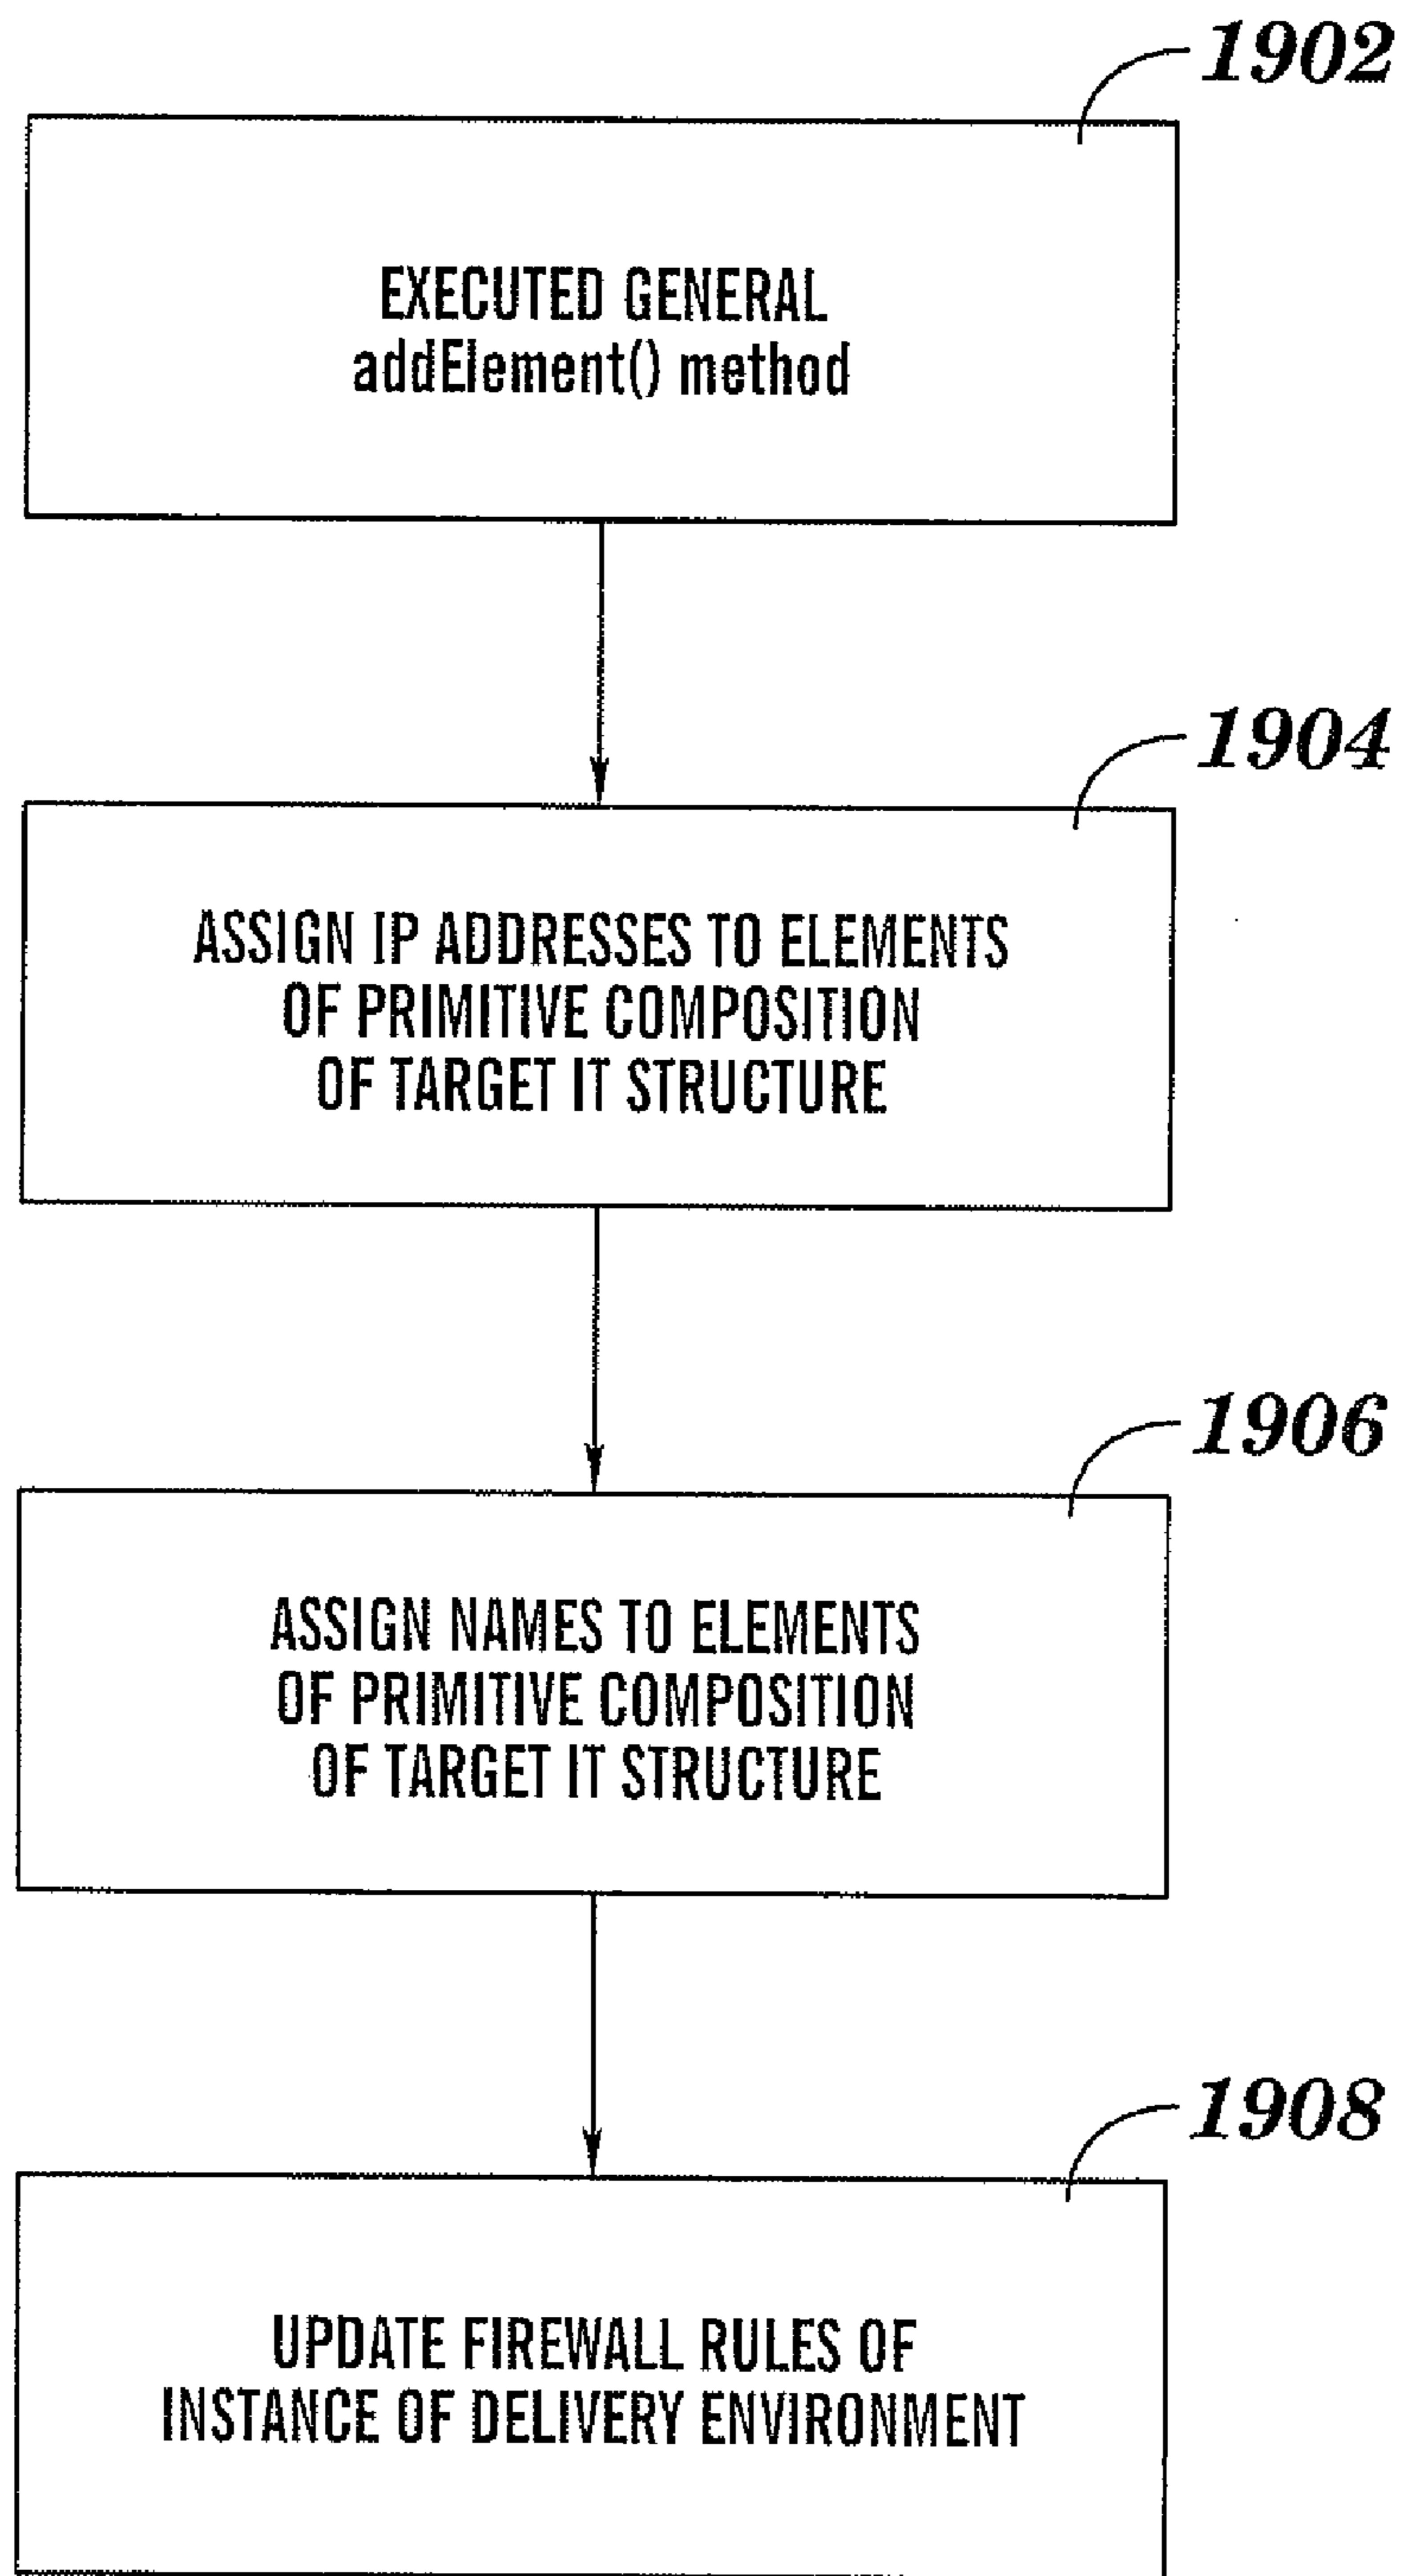 1902
EXECUTED GENERAL
addElement() method
1904
ASSIGN IP ADDRESSES TO ELEMENTS
OF PRIMITIVE COMPOSITION
OF TARGET IT STRUCTURE
1906
ASSIGN NAMES TO ELEMENTS
OF PRIMITIVE COMPOSITION
OF TARGET IT STRUCTURE
1908
UPDATE FIREWALL RULES OF
INSTANCE OF DELIVERY ENVIRONMENT